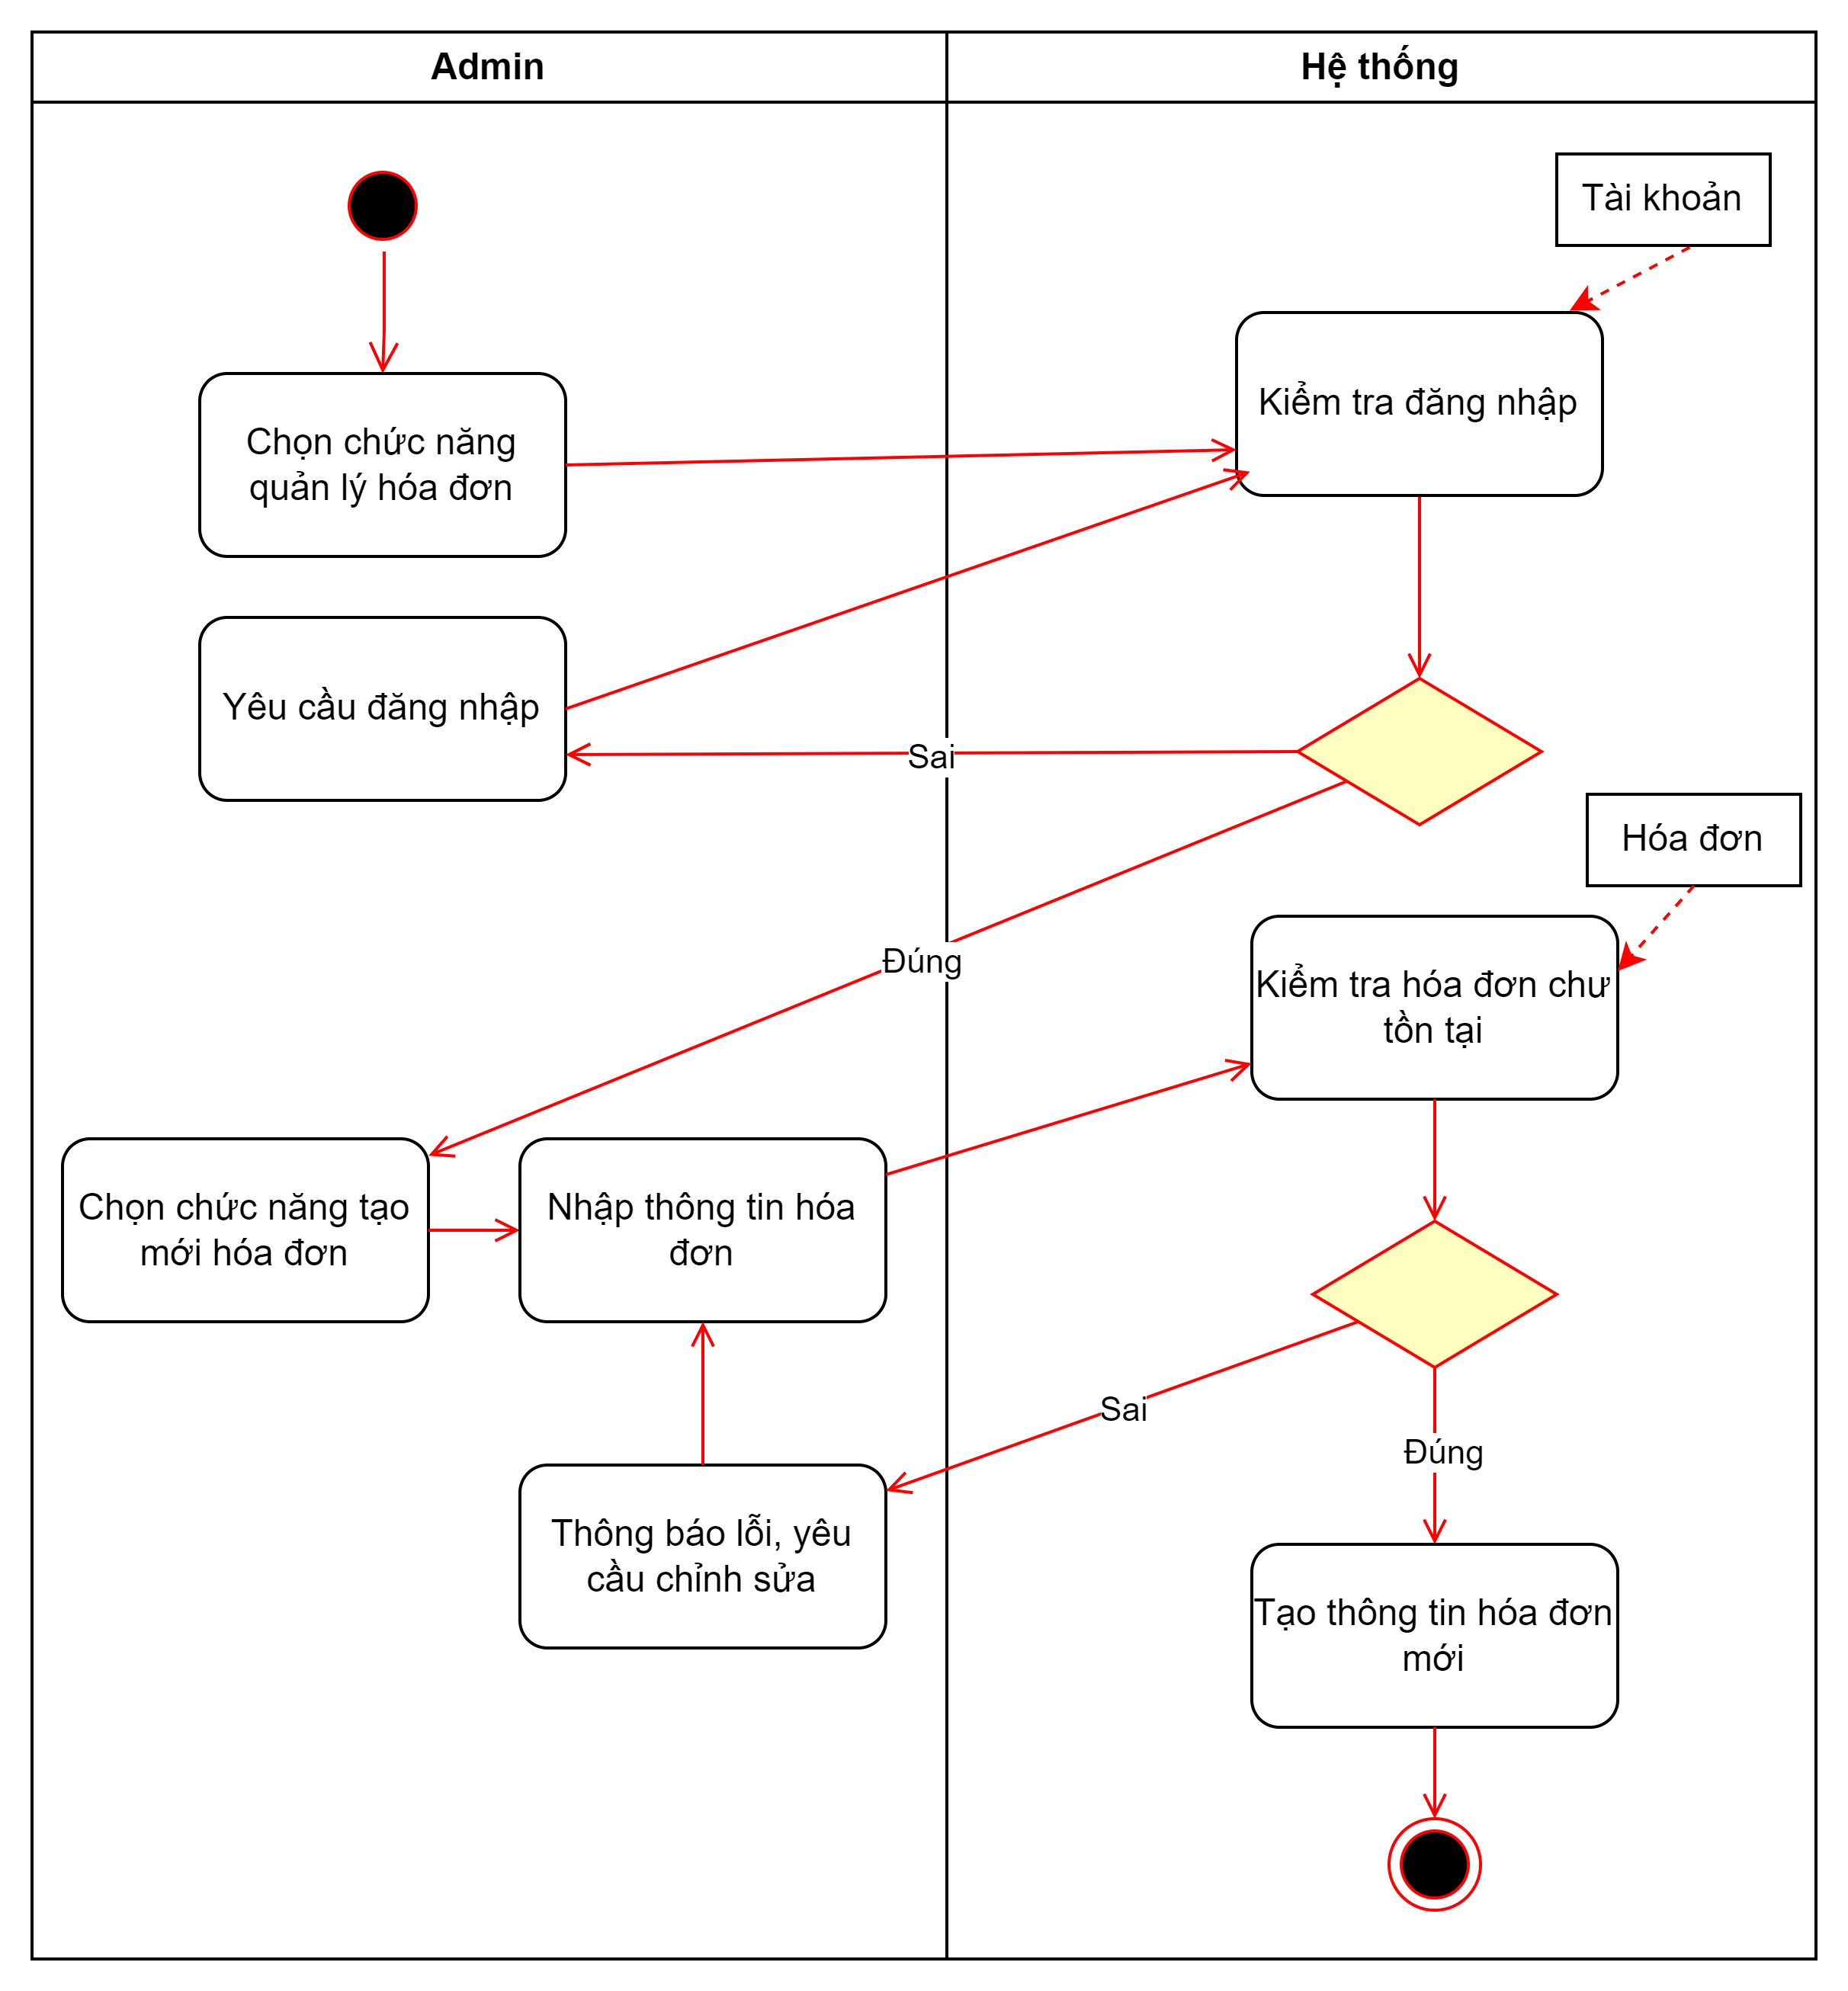 Admin
Hệ thống
Tài khoản
Kiểm tra đăng nhập
Chọn chức năng
quản lý hóa đơn
Yêu cầu đăng nhập
Sai
Hóa đơn
Đúng
Kiểm tra hóa đơn chư
tồn tại
Chọn chức năng tạo
mới hóa đơn
Nhập thông tin hóa
đơn
Sai
Đúng
Thông báo lỗi, yêu
cầu chỉnh sửa
Tạo thông tin hóa đơn
mới